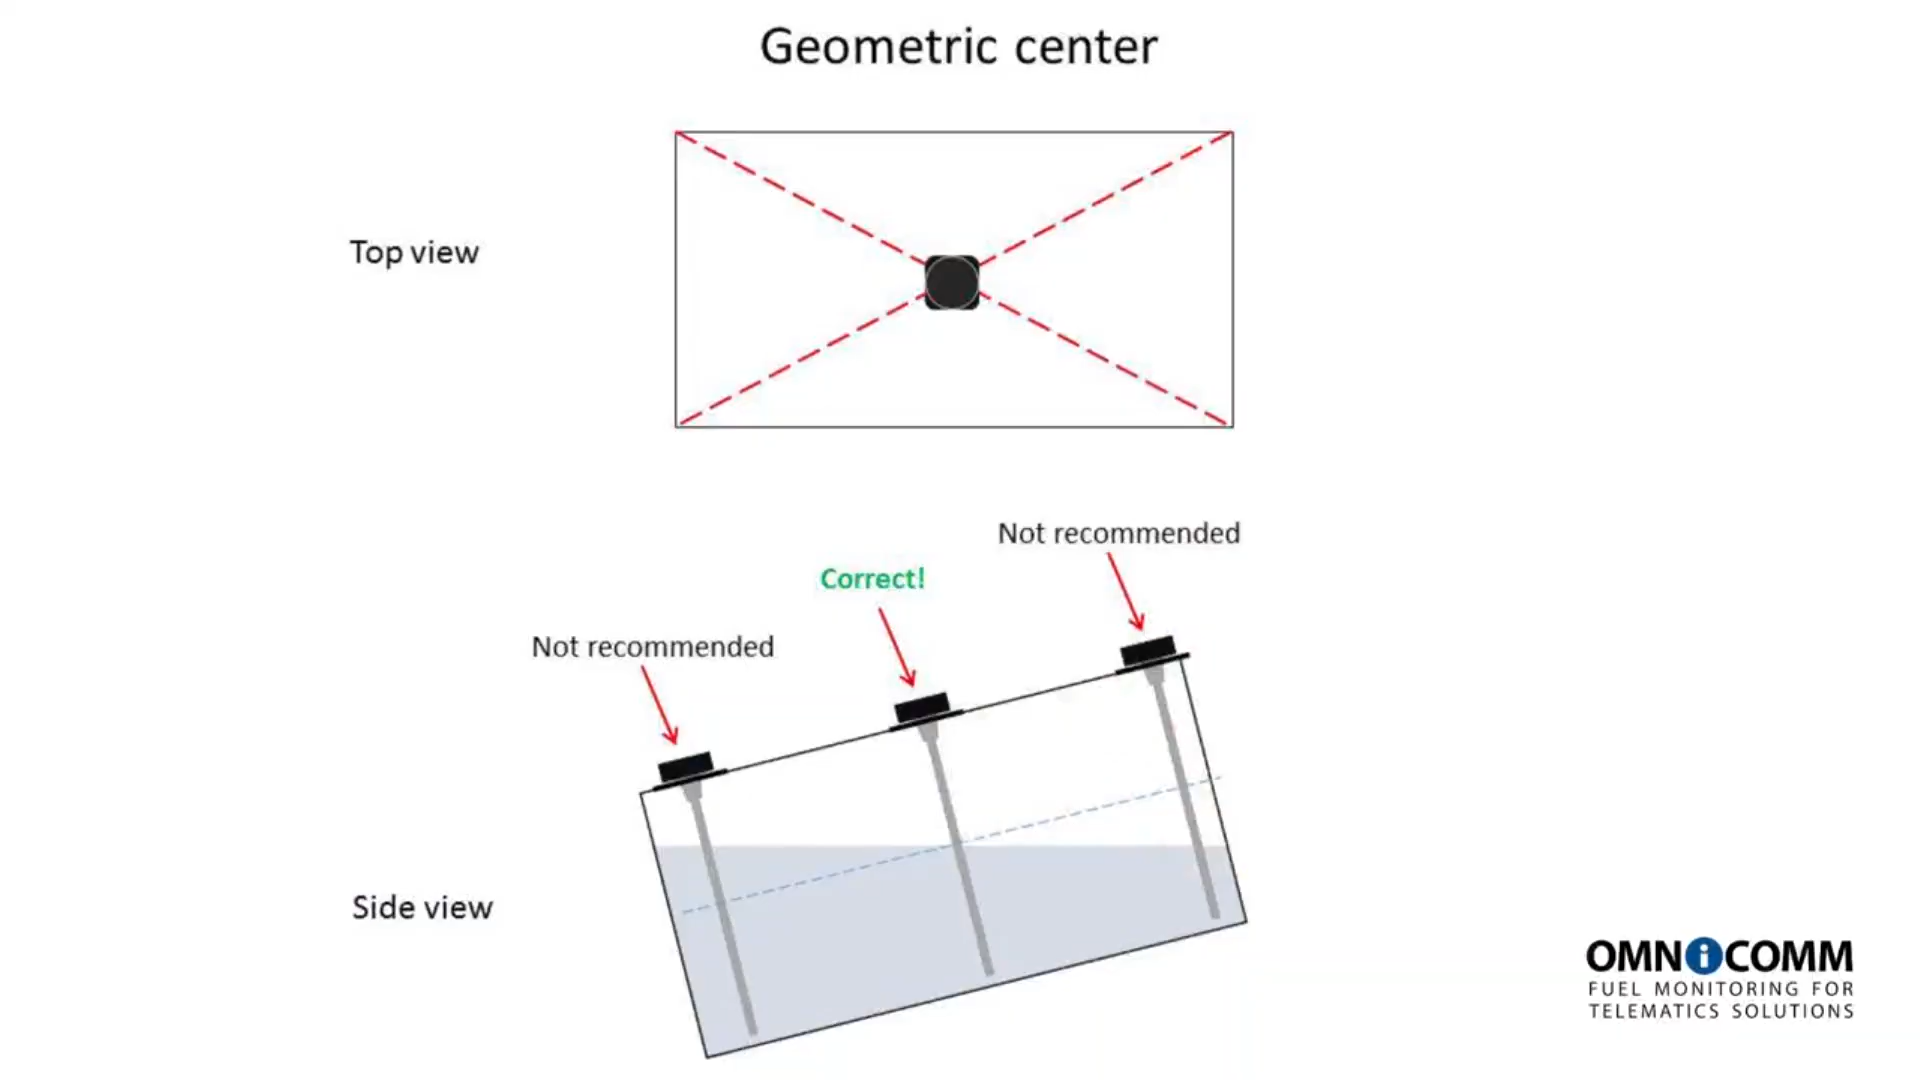 Geometric center
Top view
Not recommended
Correct!
Not recommended
Side view
OMNiCOMM
FUEL MONITORING FOR
TELEMATICS SOLUTIONS